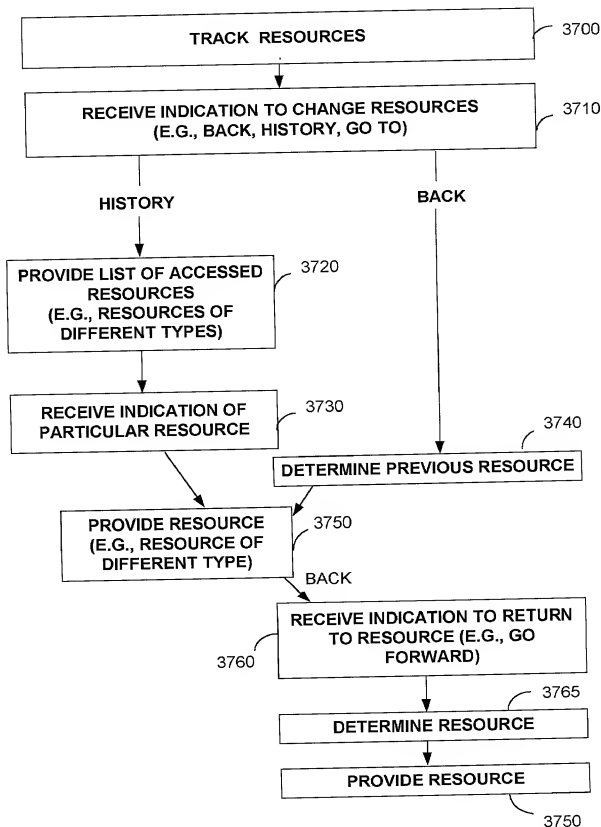 TRACK RESOURCES
3700
RECEIVE INDICATION TO CHANGE RESOURCES
(E.G., BACK, HISTORY, GO TO)
3710
HISTORY
BACK
PROVIDE LIST OF ACCESSED
RESOURCES
(E.G., RESOURCES OF
DIFFERENT TYPES)
3720
RECEIVE INDICATION OF
PARTICULAR RESOURCE
3730
3740
DETERMINE PREVIOUS RESOURCE
PROVIDE RESOURCE
(E.G., RESOURCE OF
DIFFERENT TYPE)
3750
BACK
RECEIVE INDICATION TO RETURN
TO RESOURCE (E.G., GO
FORWARD)
3760
3765
DETERMINE RESOURCE
PROVIDE RESOURCE
3750